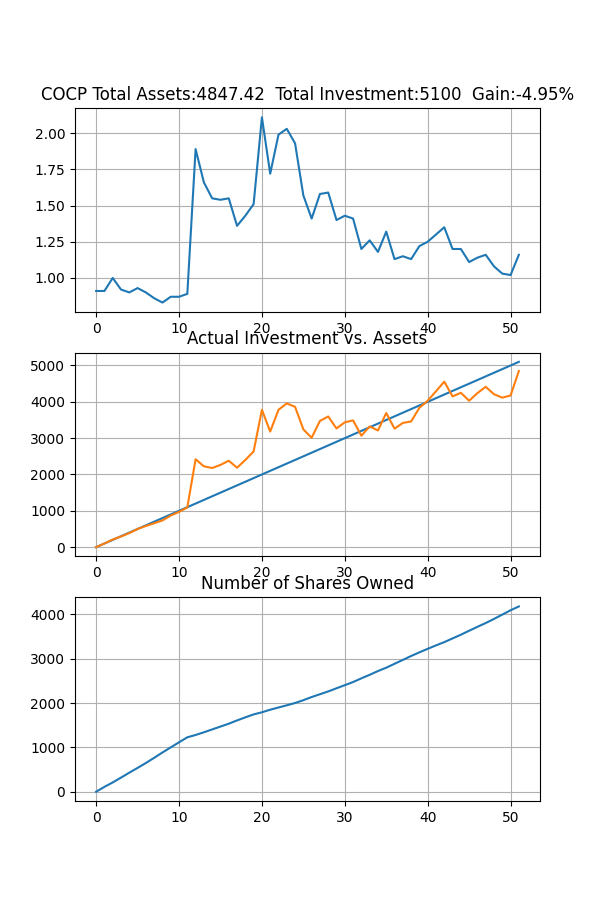 COCP Total Assets:4847.42  Total Investment:5100  Gain:-4.95%
2.00
1.75
1.50
1.25
1.00
0 10 20 30 40 50
Actual Investment vs. Assets
5000
4000
3000
2000
1000
0
0 10 20 30 40 50
Number of Shares Owned
4000
3000
2000
1000
0
0 10 20 30 40 50